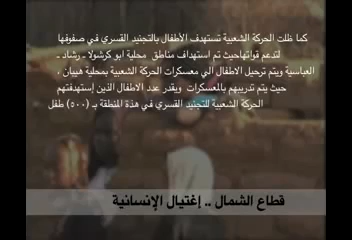 كما ظلت الحركة الشعبية تستهدف الأطفال بالتجنيد القسري في صفوفها
لتدعم قواتهاحيث تم استهداف مناطق محلية ابو كرشولا - رشاد -
العباسية ويتم ترحيل الاطفال الي معسكرات الحركة الشعبية بمحلية هيبان ،
حيث يتم تدريبهم بالمعسكرات ويقدر عدد الاطفال الذين إستهدفتهم
الحركة الشعبية للتجنيد القسري في هذة المنطقة بـ (٥٠٠) طفل
قطاع الشمال .. إغتيال الإنسانية